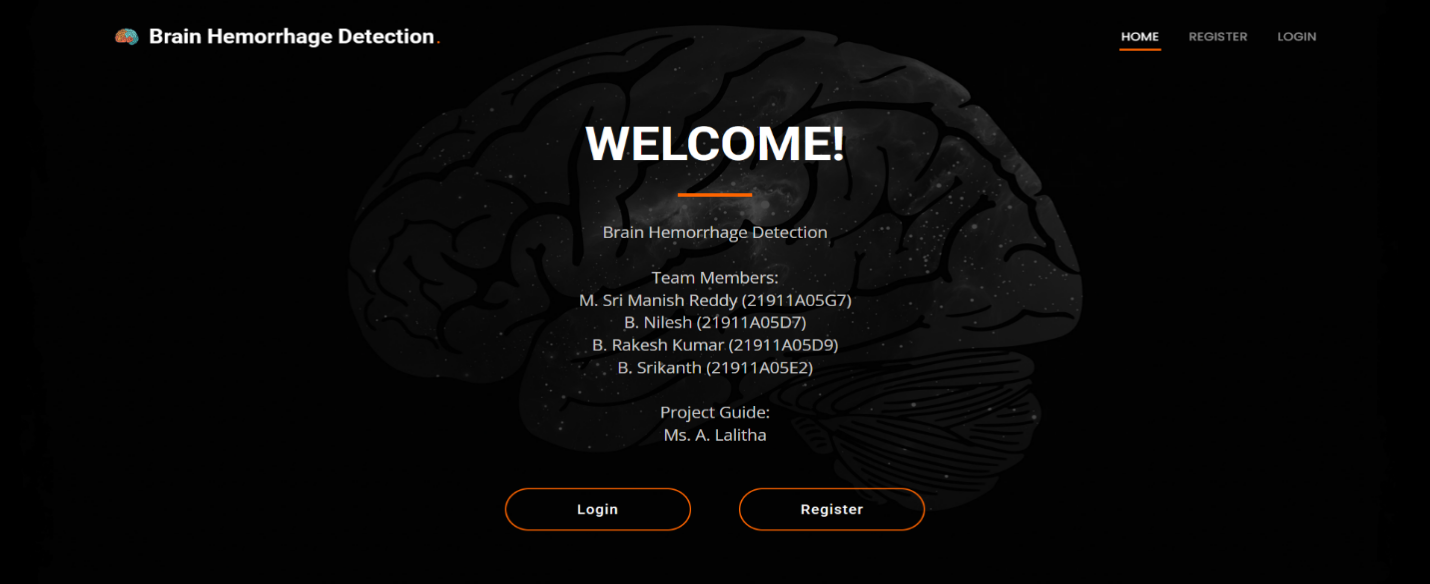 Brain Hemorrhage Detection.
HOME REGISTER LOGIN
WELCOME!
Brain Hemorrhage Detection
Team Members:
M. Sri Manish Reddy (21911A05G7)
B. Nilesh (21911A05D7)
B. Rakesh Kumar (21911A05D9)
B. Srikanth (21911A05E2)
Project Guide:
Ms. A. Lalitha
Login
Register